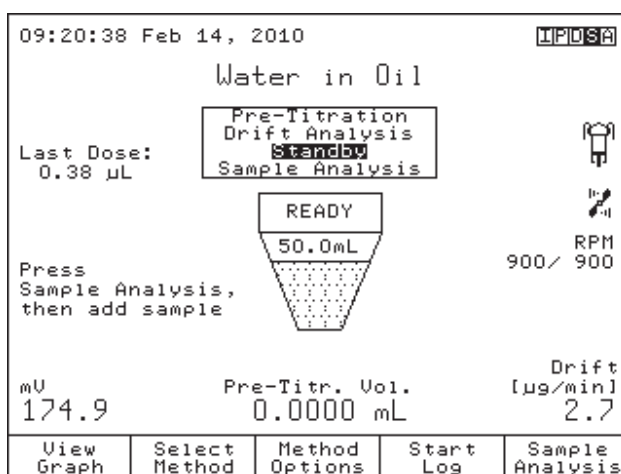 09:20:38 Feb 14, 2010 IPDSA
Water in Oil
Pre-Titration
Drift Analysis
Standby
Sample Analysis
Last Dose:
0.38 µL
READY
50.0mL
RPM
900/ 900
Press
Sample Analysis,
then add sample
mV
174.9
Pre-Titr. Vol.
0.0000 mL
Drift
[µg/min]
2.7
View
Graph
Select
Method
Method
Options
Start
Log
Sample
Analysis